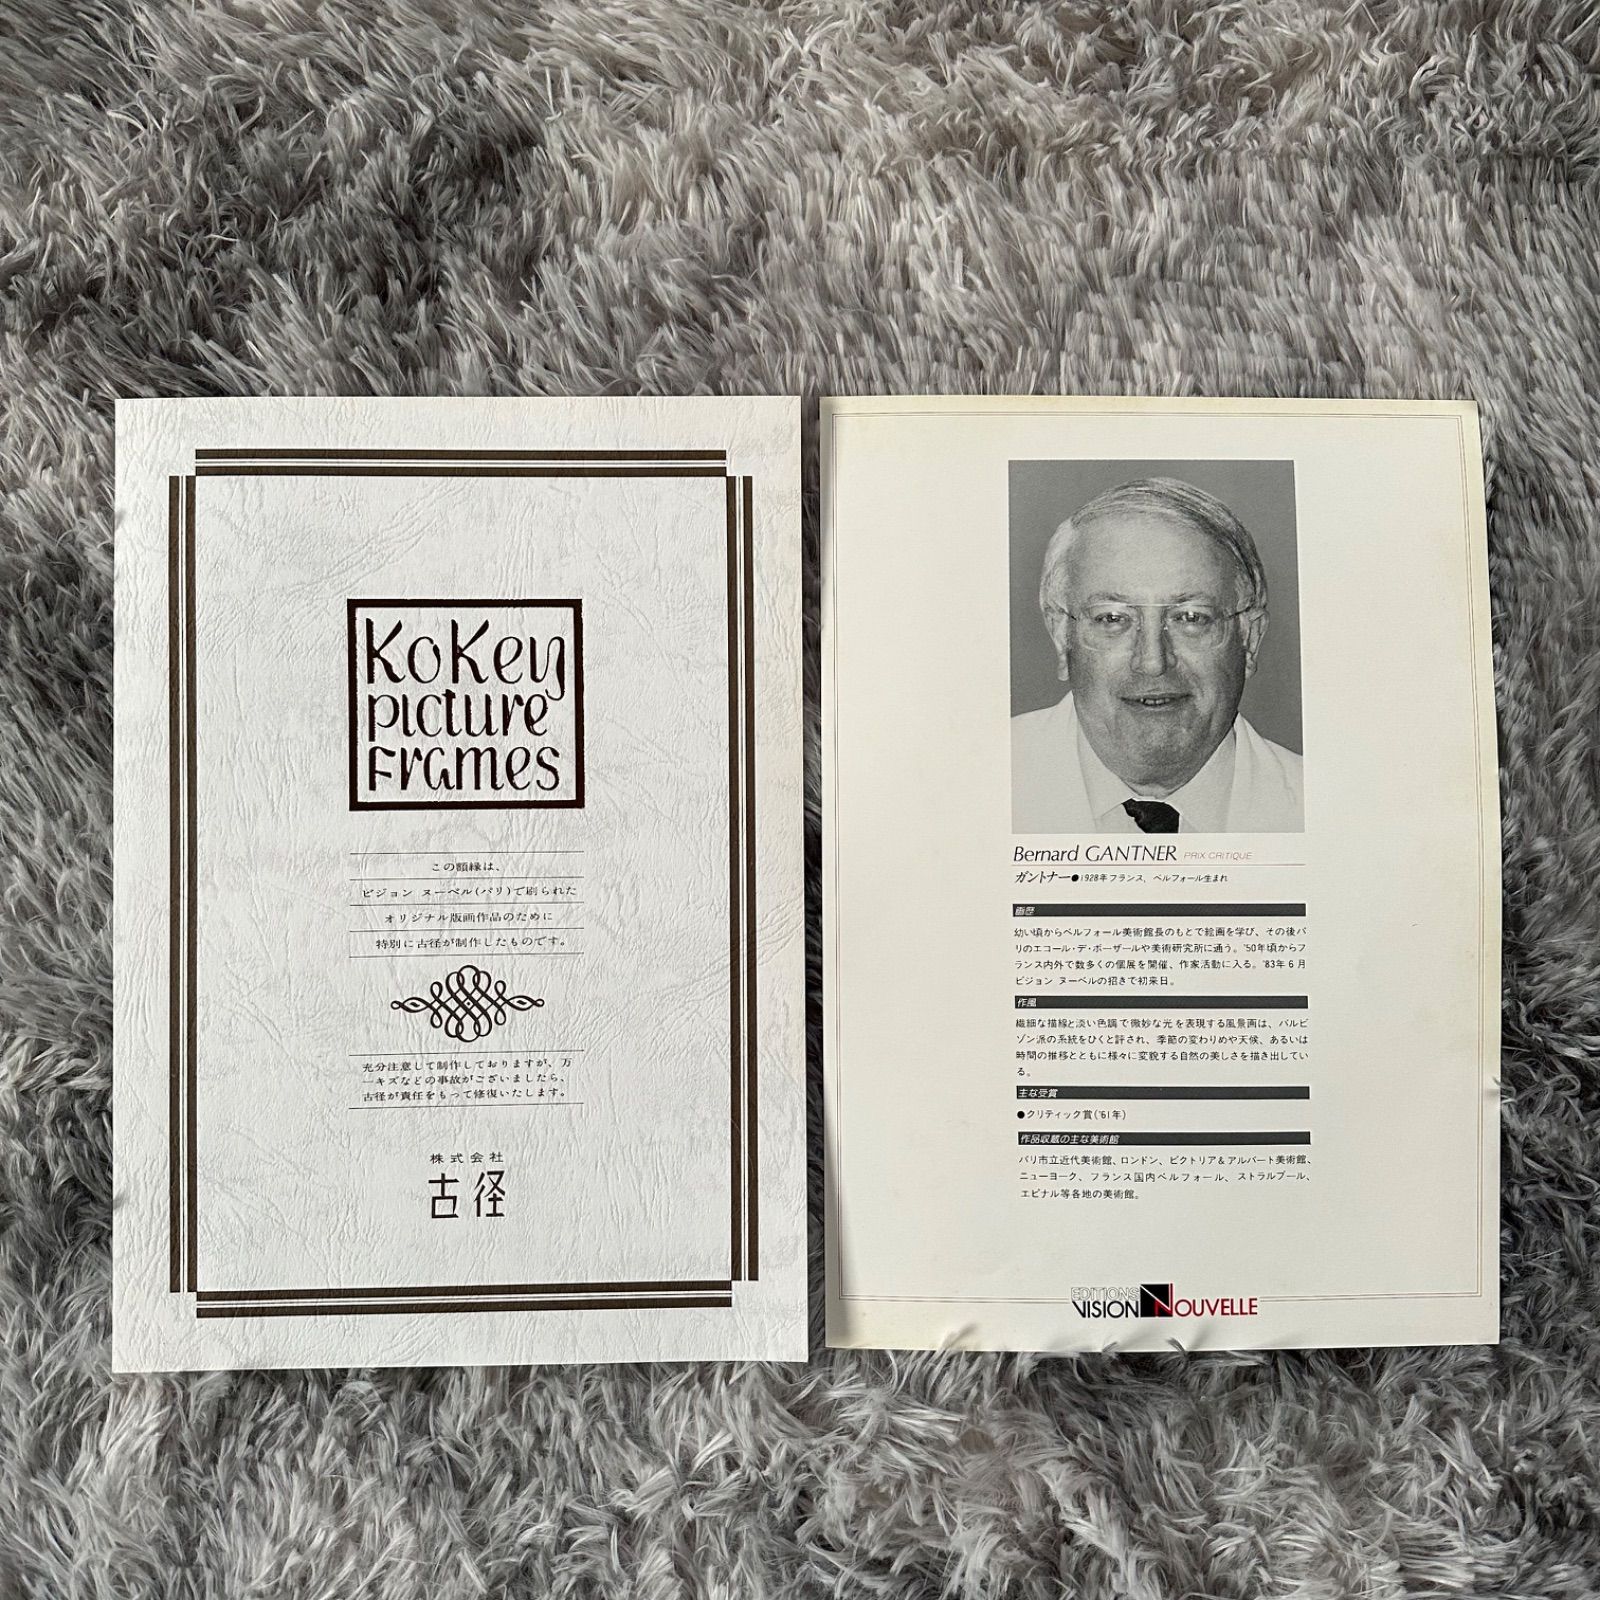 KoKey
picture
Frames
この額縁は、
ビジョン ヌーベル(パリ)で刷られた
オリジナル版画作品のために
特別に古径が制作したものです。
充分注意して制作しておりますが、万
一キズなどの事故がございましたら、
古径が責任をもって修復いたします。
株式会社
古径
Bernard GANTNER PRIX CRITIQUE
ガントナー●1928年フランス、ベルフォール生まれ
画歴
幼い頃からベルフォール美術館長のもとで絵画を学び、その後パ
リのエコール・デ・ボーザールや美術研究所に通う。'50年頃からフ
ランス内外で数多くの個展を開催、作家活動に入る。'83年6月
ビジョン ヌーベルの招きで初来日。
作風
繊細な描線と淡い色調で微妙な光を表現する風景画は、バルビ
ゾン派の系統をひくと評され、季節の変わりめや天候、あるいは
時間の推移とともに様々に変貌する自然の美しさを描き出してい
る。
主な受賞
●クリティック賞('61年)
作品収蔵の主な美術館
パリ市立近代美術館、ロンドン、ビクトリア&アルバート美術館、
ニューヨーク、フランス国内ベルフォール、ストラルブール、
エピナル等各地の美術館。
EDITIONS
VISION NOUVELLE